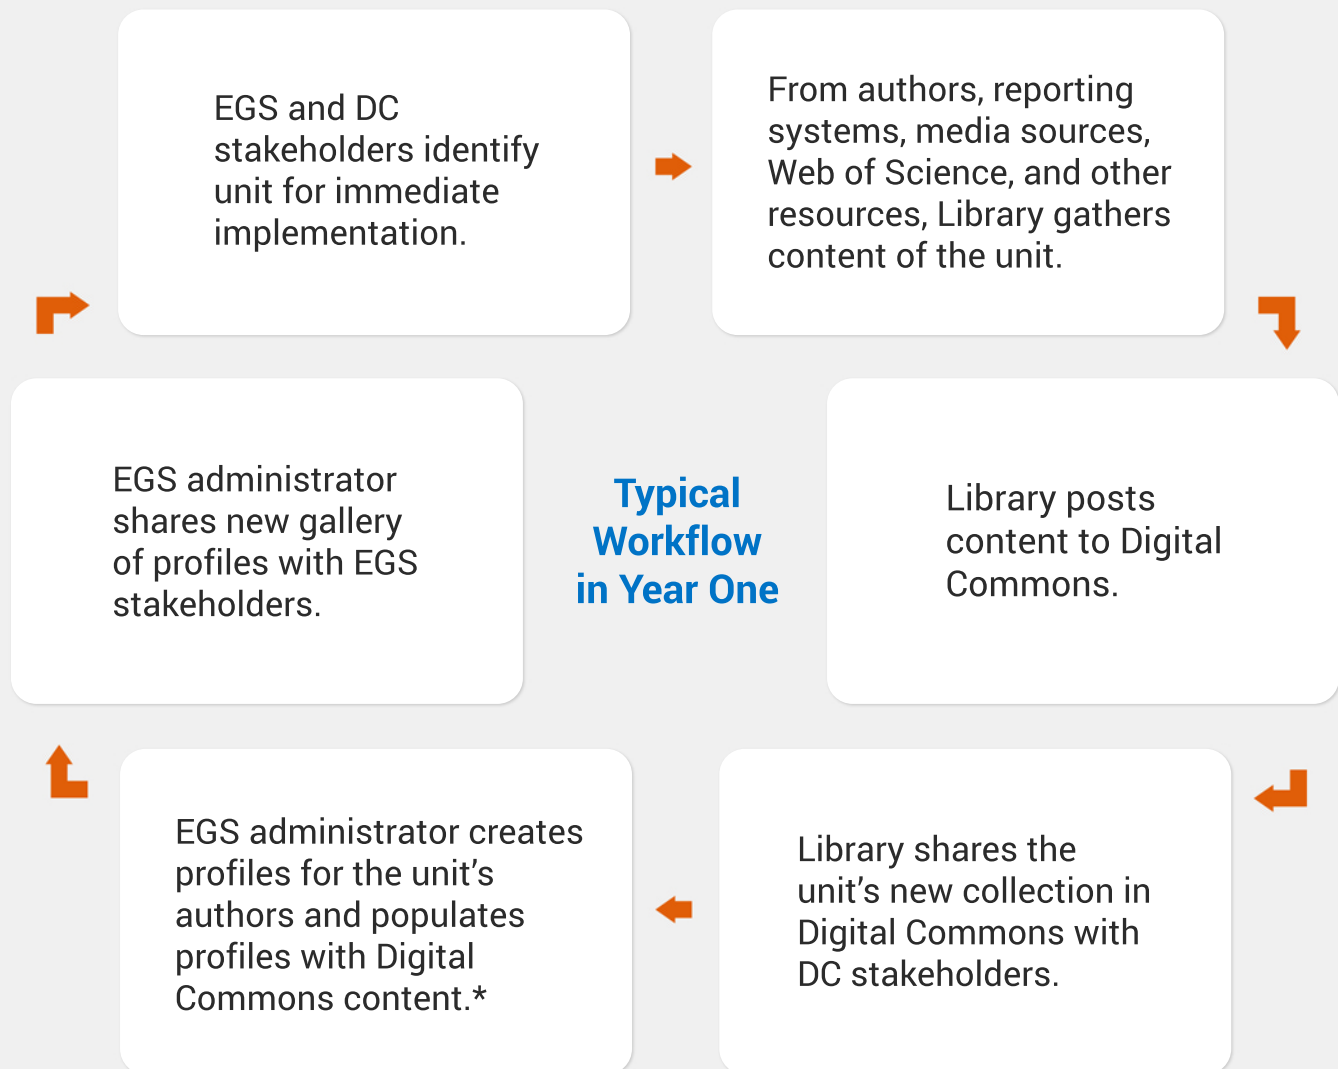 EGS and DC
stakeholders identify
unit for immediate
implementation.
From authors, reporting
systems, media sources,
Web of Science, and other
resources, Library gathers
content of the unit.
Library posts
content to Digital
Commons.
Library shares the
unit’s new collection in
Digital Commons with
DC stakeholders.
EGS administrator creates
profiles for the unit’s
authors and populates
profiles with Digital
Commons content.*
EGS administrator
shares new gallery
of profiles with EGS
stakeholders.
Typical
Workflow
in Year One